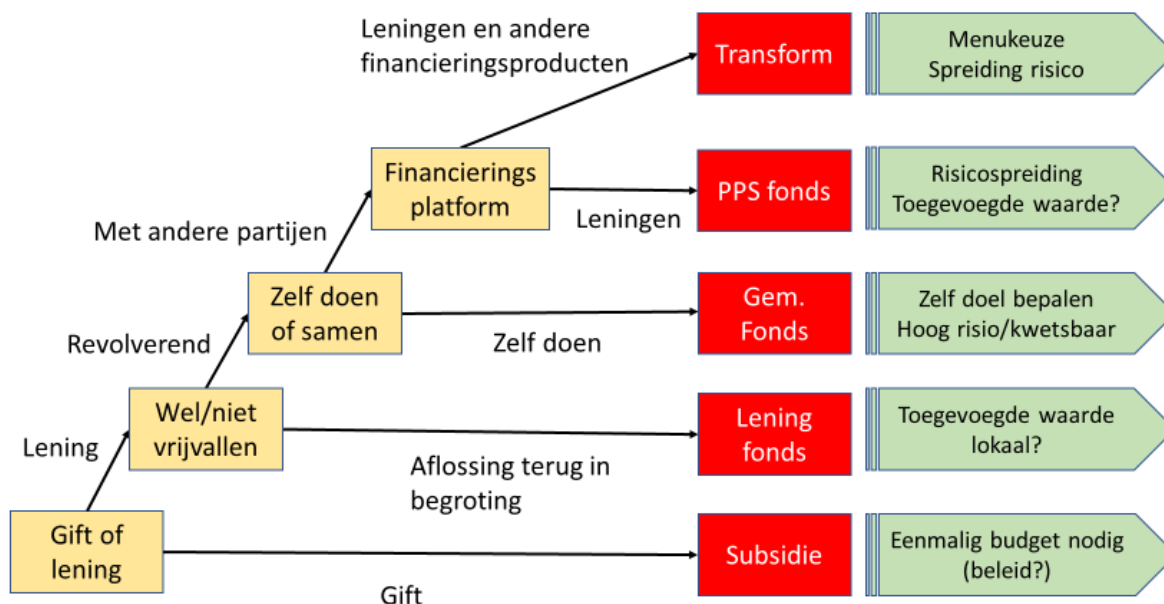 Leningen en andere
financieringsproducten
Transform
Menukeuze
Spreiding risico
Financierings
platform
Leningen
PPS fonds
Risicospreiding
Toegevoegde waarde?
Met andere partijen
Zelf doen
of samen
Zelf doen
Gem.
Fonds
Zelf doel bepalen
Hoog risio/kwetsbaar
Revolverend
Wel/niet
vrijvallen
Aflossing terug in
begroting
Lening
fonds
Toegevoegde waarde
lokaal?
Lening
Gift of
lening
Gift
Subsidie
Eenmalig budget nodig
(beleid?)